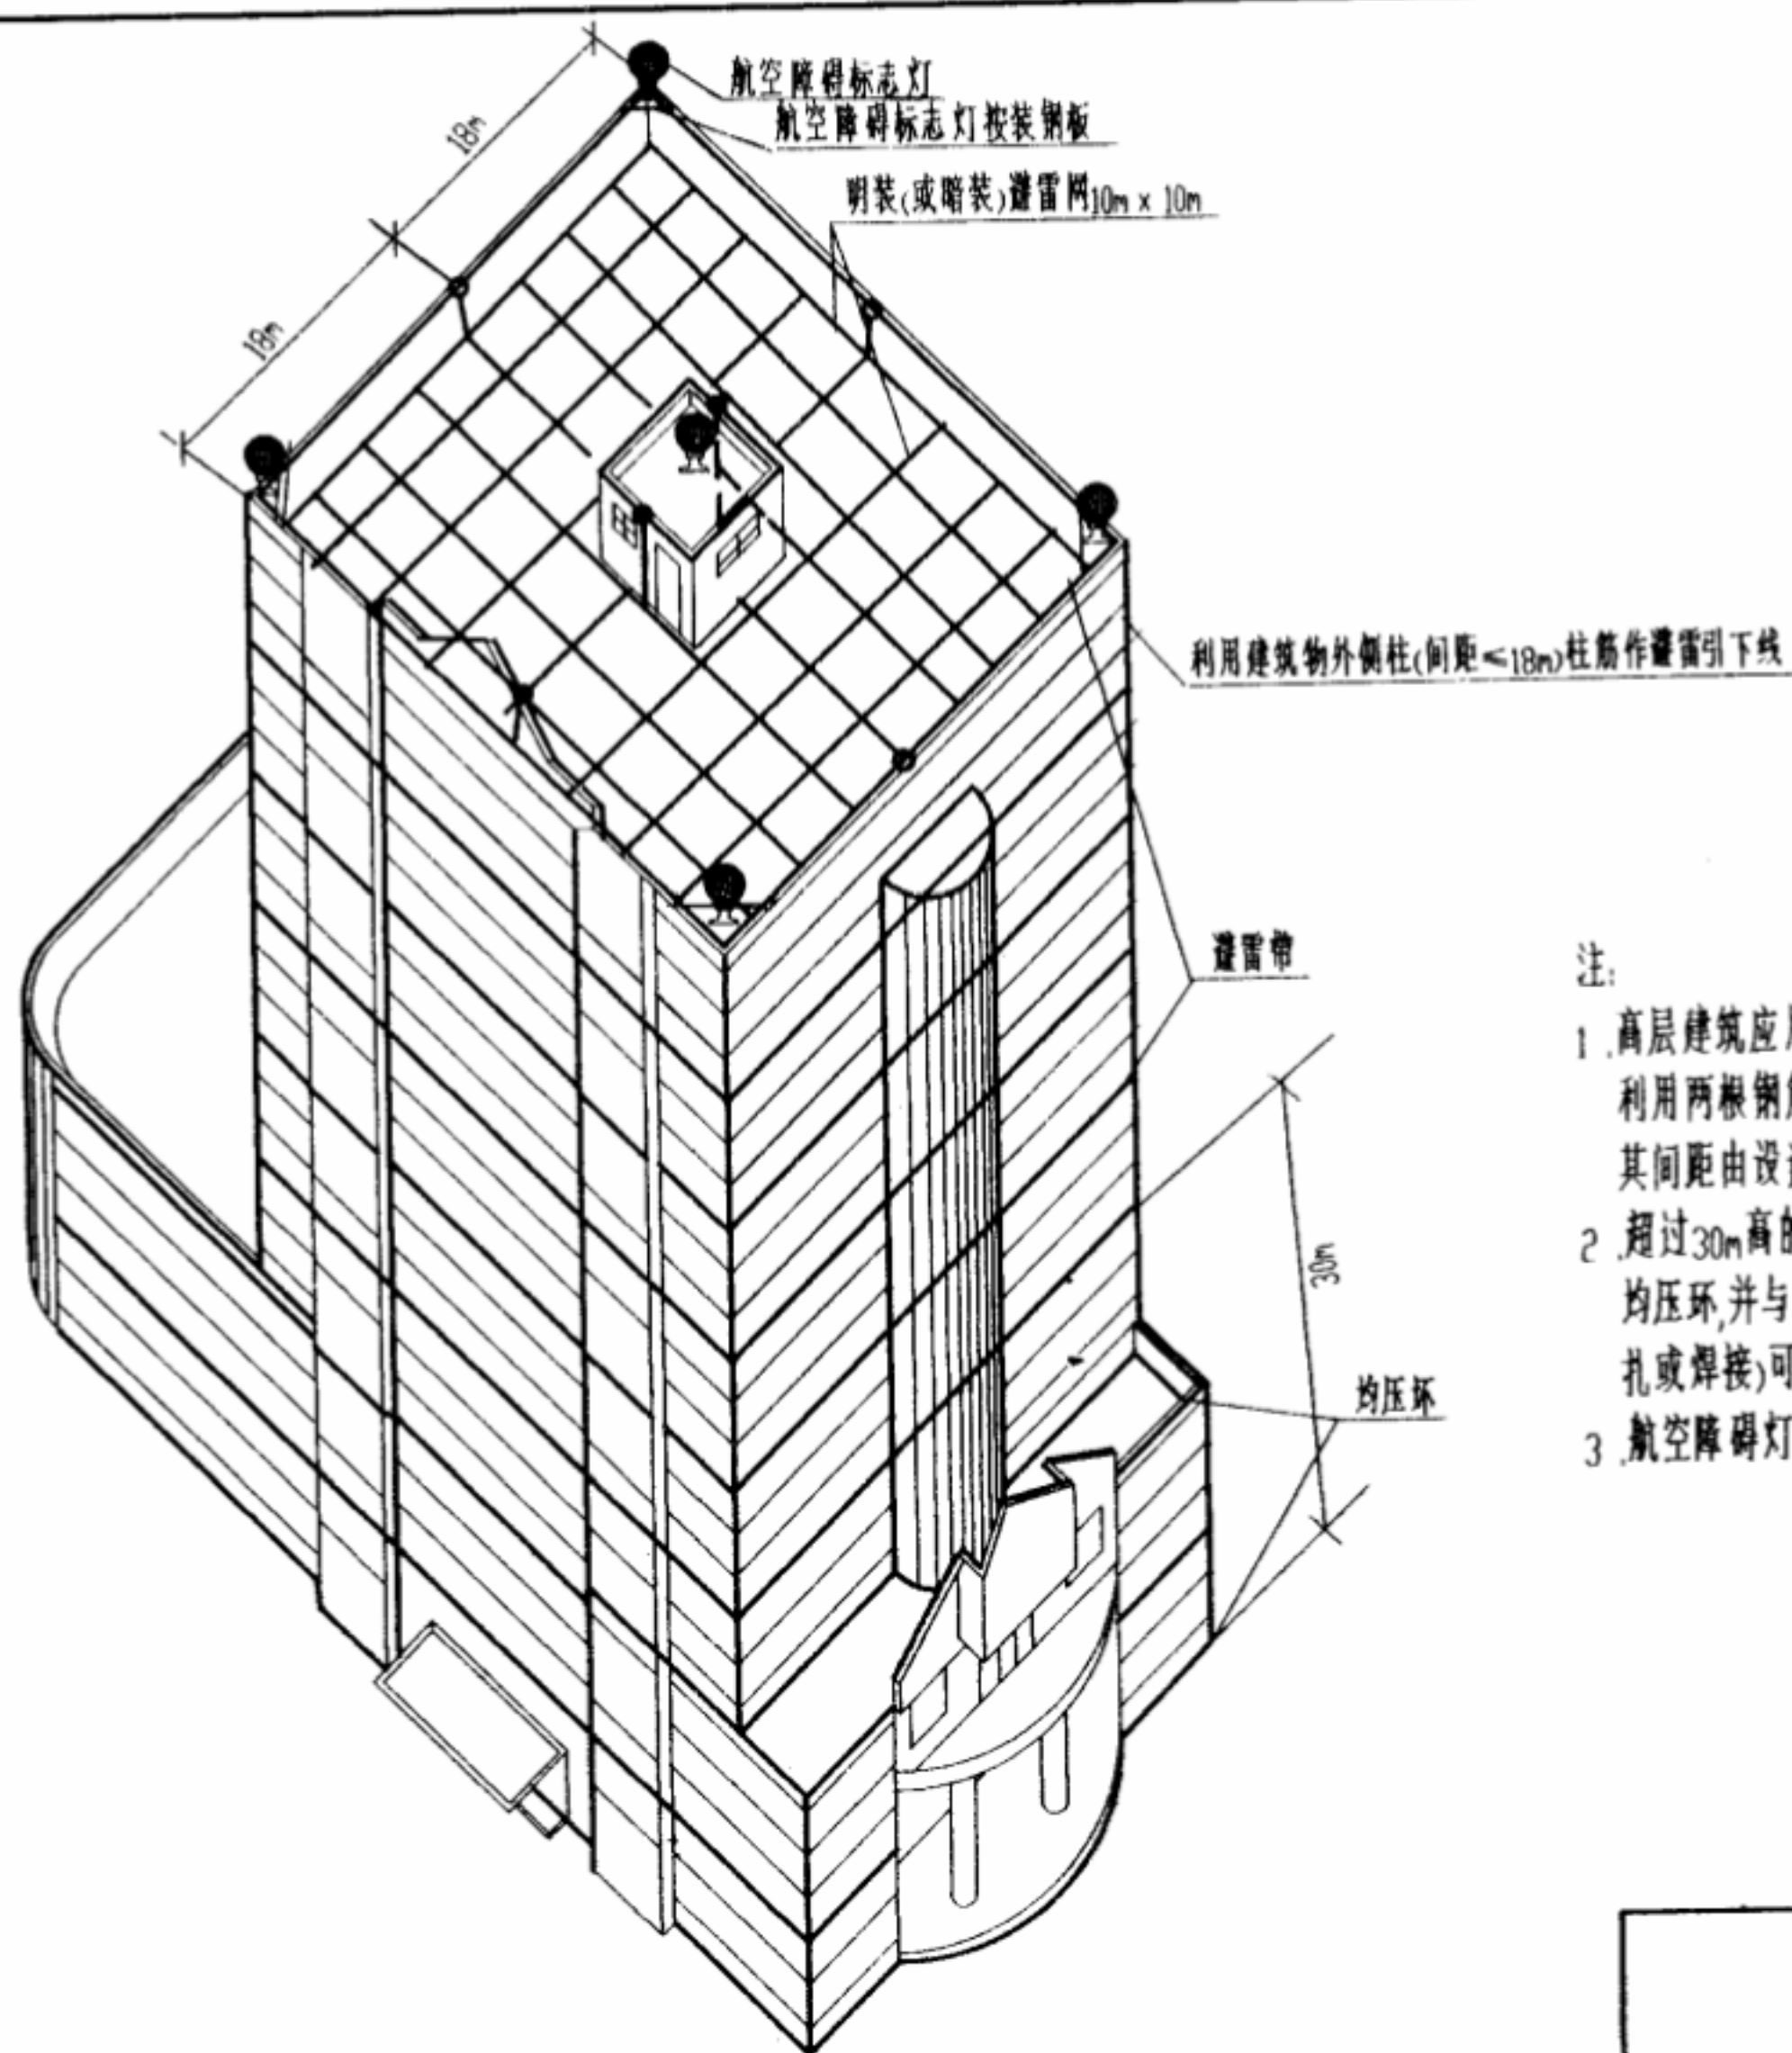 航空障碍标志灯
航空障碍标志灯按装钢板
明装(或暗装)避雷网10m x 10m
18m
18m
利用建筑物外侧柱(间距≤18m)柱筋作避雷引下线
避雷带
注:
1.高层建筑应
利用两根钢
其间距由设
2.超过30m高的
均压环,并与
扎或焊接)可
3.航空障碍灯
30m
均压环